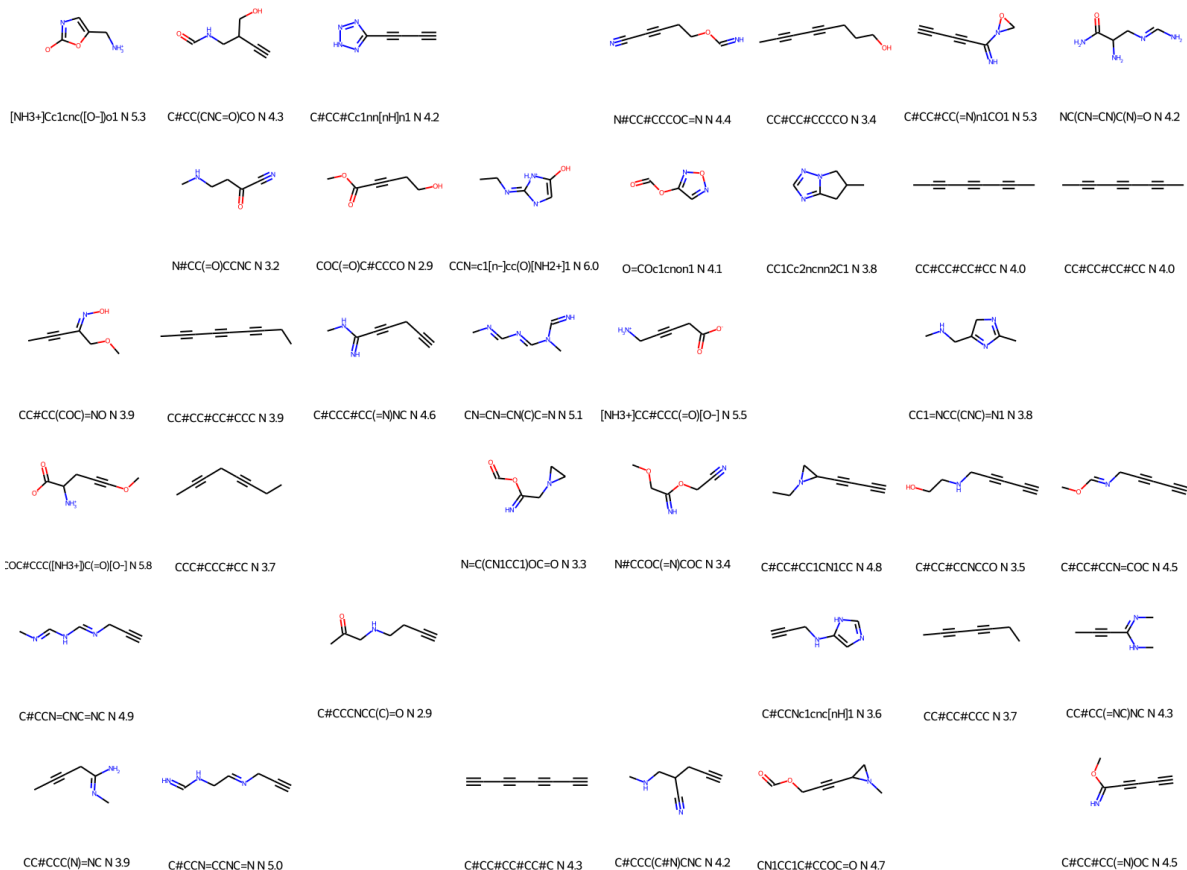 [NH3+]Cc1cnc([O-])o1 N 5.3
C#CC(CNC=O)CO N 4.3
C#CC#Cc1nn[nH]n1 N 4.2
N#CC#CCCOC=N N 4.4
CC#CC#CCCCO N 3.4
C#CC#CC(=N)n1CO1 N 5.3
NC(CN=CN)C(N)=O N 4.2
N#CC(=O)CCNC N 3.2
COC(=O)C#CCCO N 2.9
CCN=c1[n-]cc(O)[NH2+]1 N 6.0
O=COc1cnon1 N 4.1
CC1Cc2ncnn2C1 N 3.8
CC#CC#CC#CC N 4.0
CC#CC#CC#CC N 4.0
CC#CC(COC)=NO N 3.9
CC#CC#CC#CCC N 3.9
C#CCC#CC(=N)NC N 4.6
CN=CN=CN(C)C=N N 5.1
[NH3+]CC#CCC(=O)[O-] N 5.5
CC1=NCC(CNC)=N1 N 3.8
COC#CCC([NH3+])C(=O)[O-] N 5.8
CCC#CCC#CC N 3.7
N=C(CN1CC1)OC=O N 3.3
N#CCOC(=N)COC N 3.4
C#CC#CC1CN1CC N 4.8
C#CC#CCNCCO N 3.5
C#CC#CCN=COC N 4.5
C#CCN=CNC=NC N 4.9
C#CCCNCC(C)=O N 2.9
C#CCNc1cnc[nH]1 N 3.6
CC#CC#CCC N 3.7
CC#CC(=NC)NC N 4.3
CC#CCC(N)=NC N 3.9
C#CCN=CCNC=N N 5.0
C#CC#CC#CC#C N 4.3
C#CCC(C#N)CNC N 4.2
CN1CC1C#CCOC=O N 4.7
C#CC#CC(=N)OC N 4.5